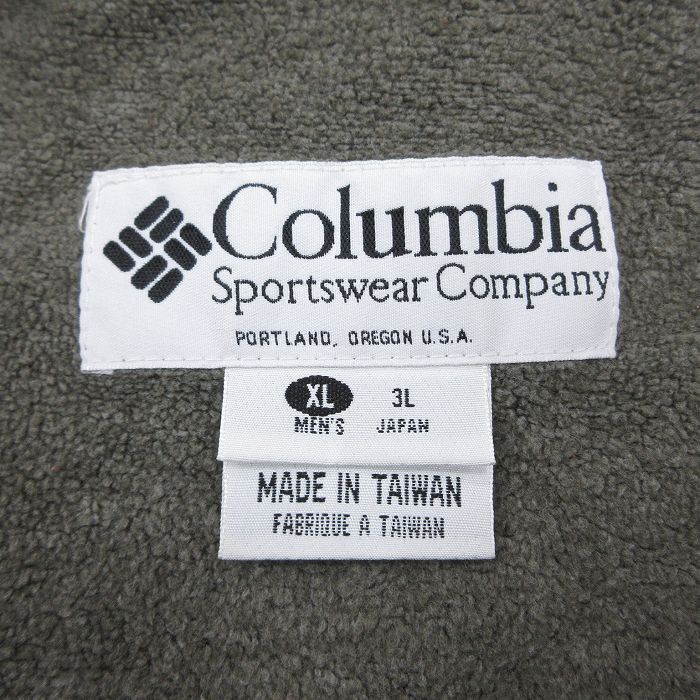 Columbia
Sportswear Company
PORTLAND, OREGON U.S.A.
XL 3L
MEN'S JAPAN
MADE IN TAIWAN
FABRIQUE A TAIWAN